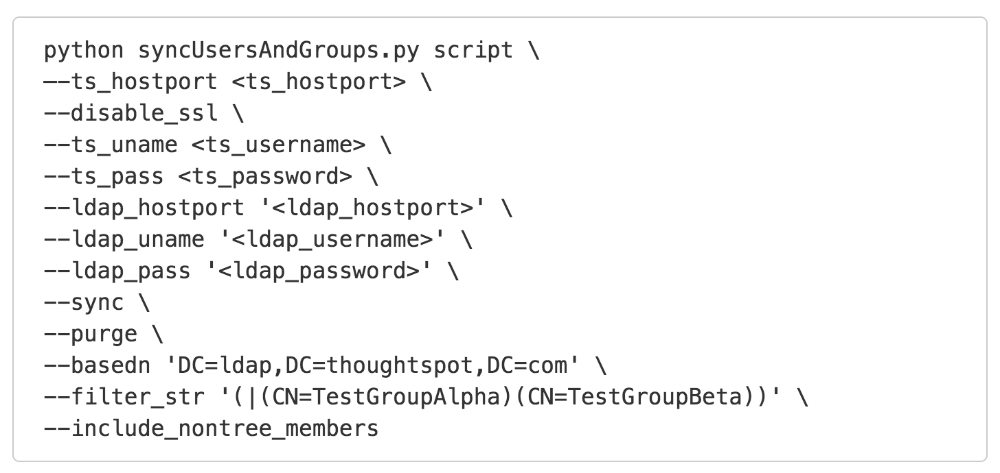 python syncUsersAndGroups.py script \
--ts_hostport <ts_hostport> \
--disable_ssl \
--ts_uname <ts_username> \
--ts_pass <ts_password> \
--ldap_hostport '<ldap_hostport>' \
--ldap_uname '<ldap_username>' \
--ldap_pass '<ldap_password>' \
--sync \
--purge \
--basedn 'DC=ldap,DC=thoughtspot,DC=com' \
--filter_str '(|(CN=TestGroupAlpha)(CN=TestGroupBeta))' \
--include_nontree_members